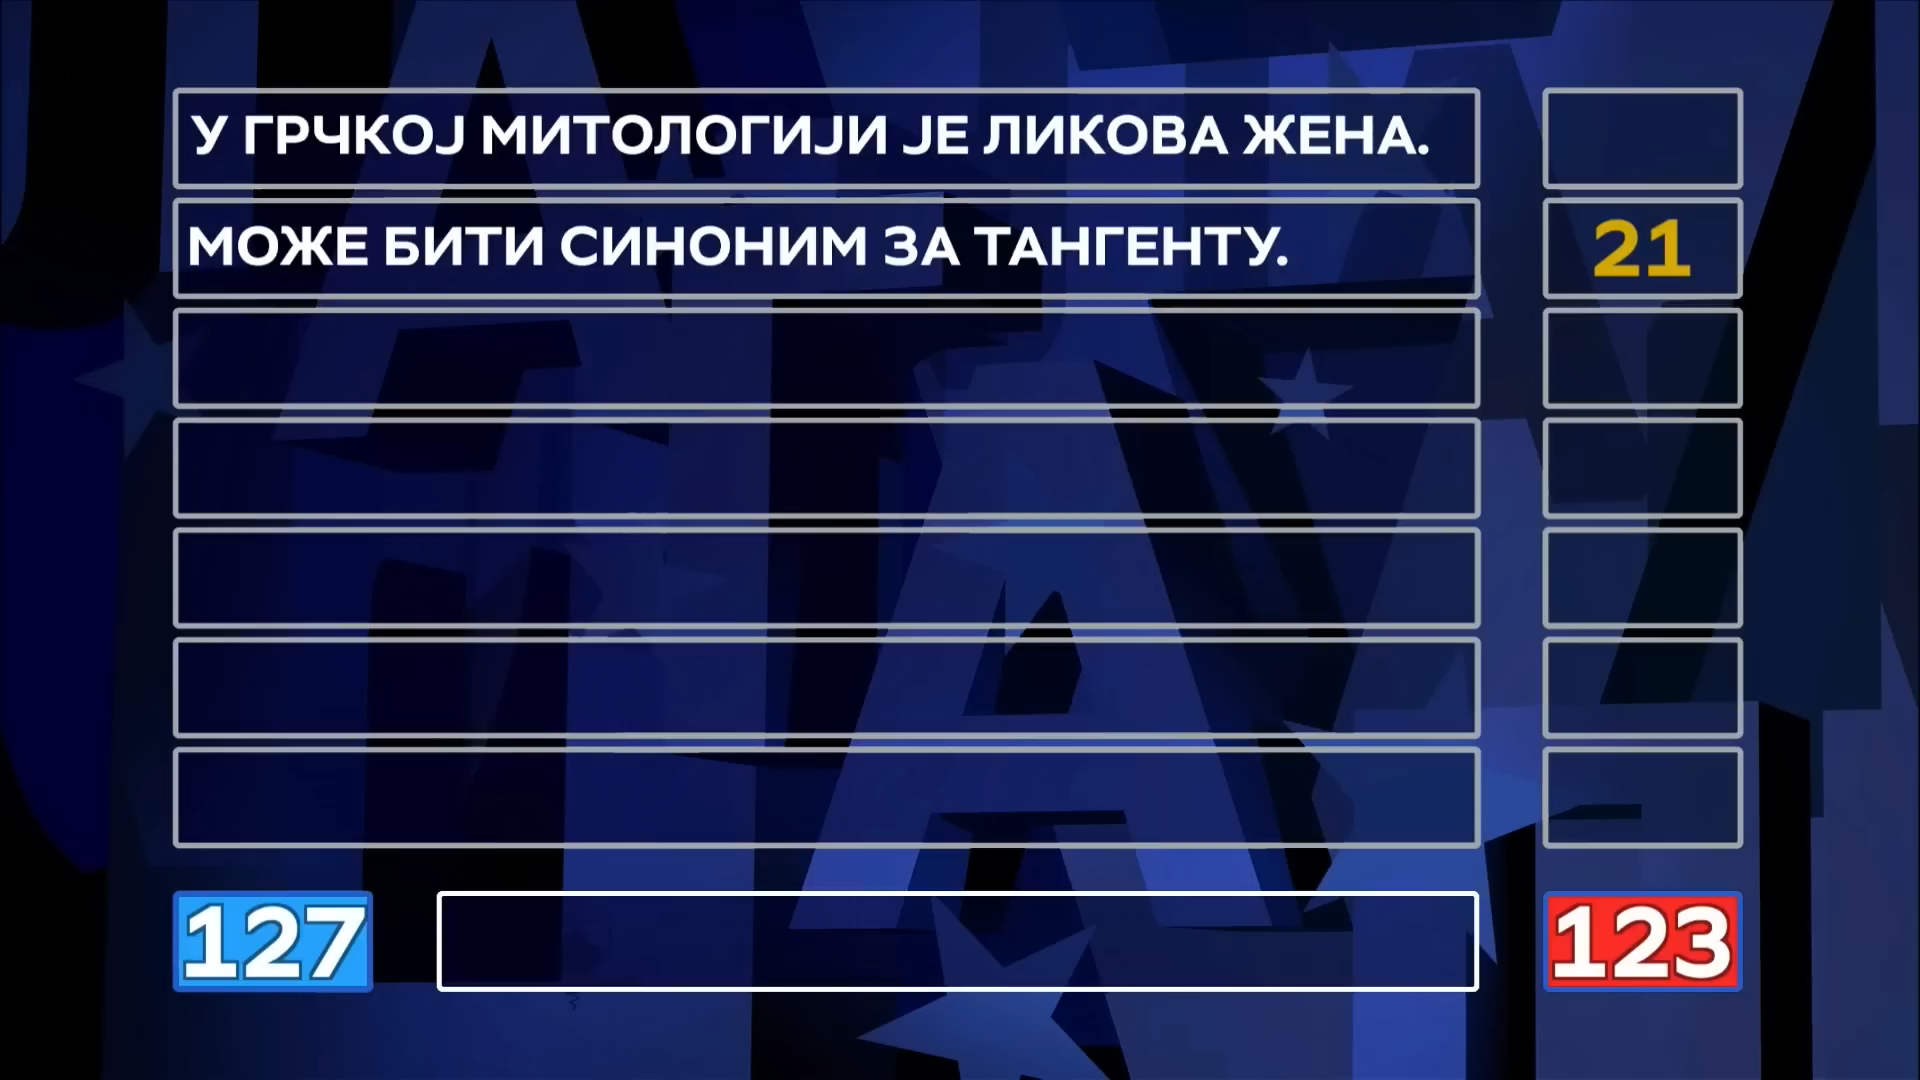 У ГРЧКОЈ МИТОЛОГИЈИ ЈЕ ЛИКОВА ЖЕНА.
МОЖЕ БИТИ СИНОНИМ ЗА ТАНГЕНТУ. 21
127 123